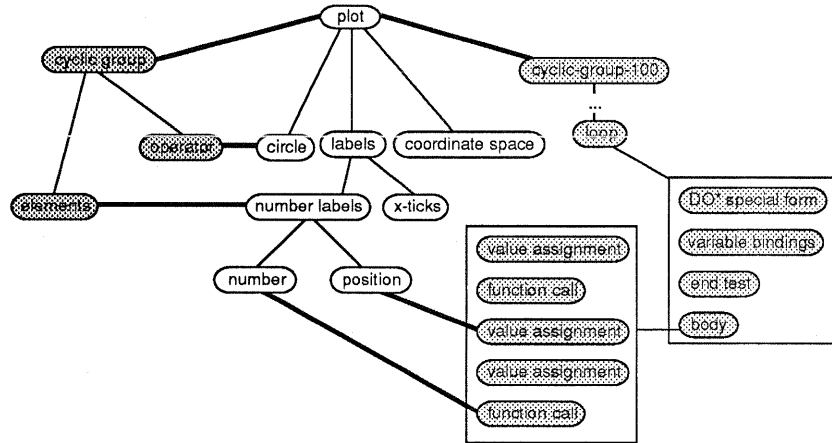 plot
cyclic group
cyclic-group-100
...
operator
circle
labels
coordinate space
loop
elements
number labels
x-ticks
DO* special form
variable bindings
end test
body
number
position
value assignment
function call
value assignment
value assignment
function call